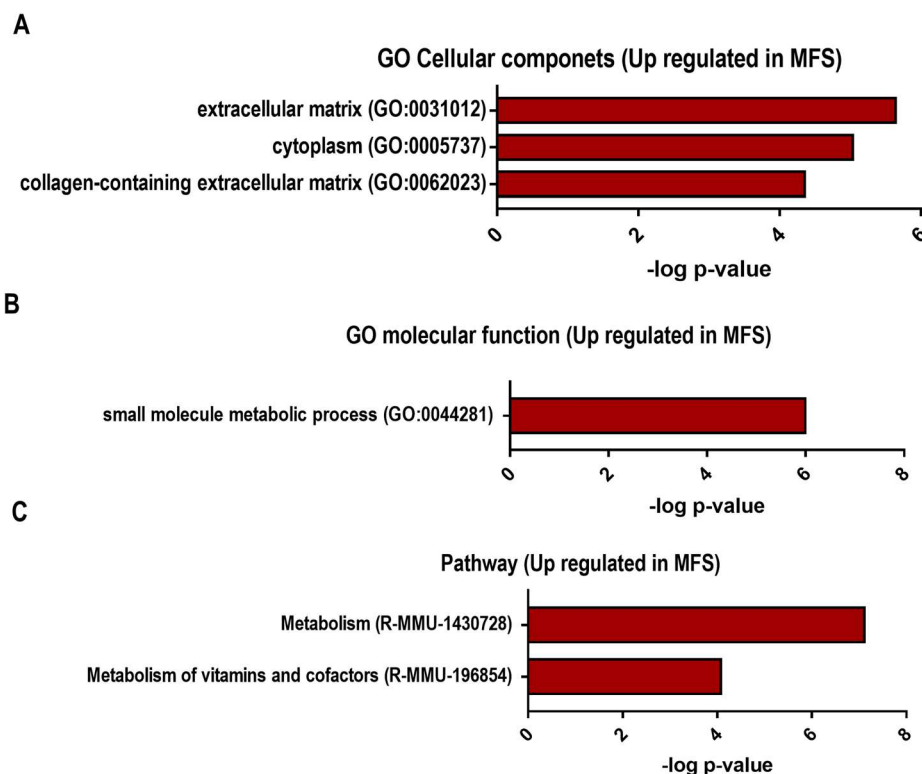 A
GO Cellular componets (Up regulated in MFS)
extracellular matrix (GO:0031012)
cytoplasm (GO:0005737)
collagen-containing extracellular matrix (GO:0062023)
0 2 4 6
-log p-value
B
GO molecular function (Up regulated in MFS)
small molecule metabolic process (GO:0044281)
0 2 4 6 8
-log p-value
C
Pathway (Up regulated in MFS)
Metabolism (R-MMU-1430728)
Metabolism of vitamins and cofactors (R-MMU-196854)
0 2 4 6 8
-log p-value